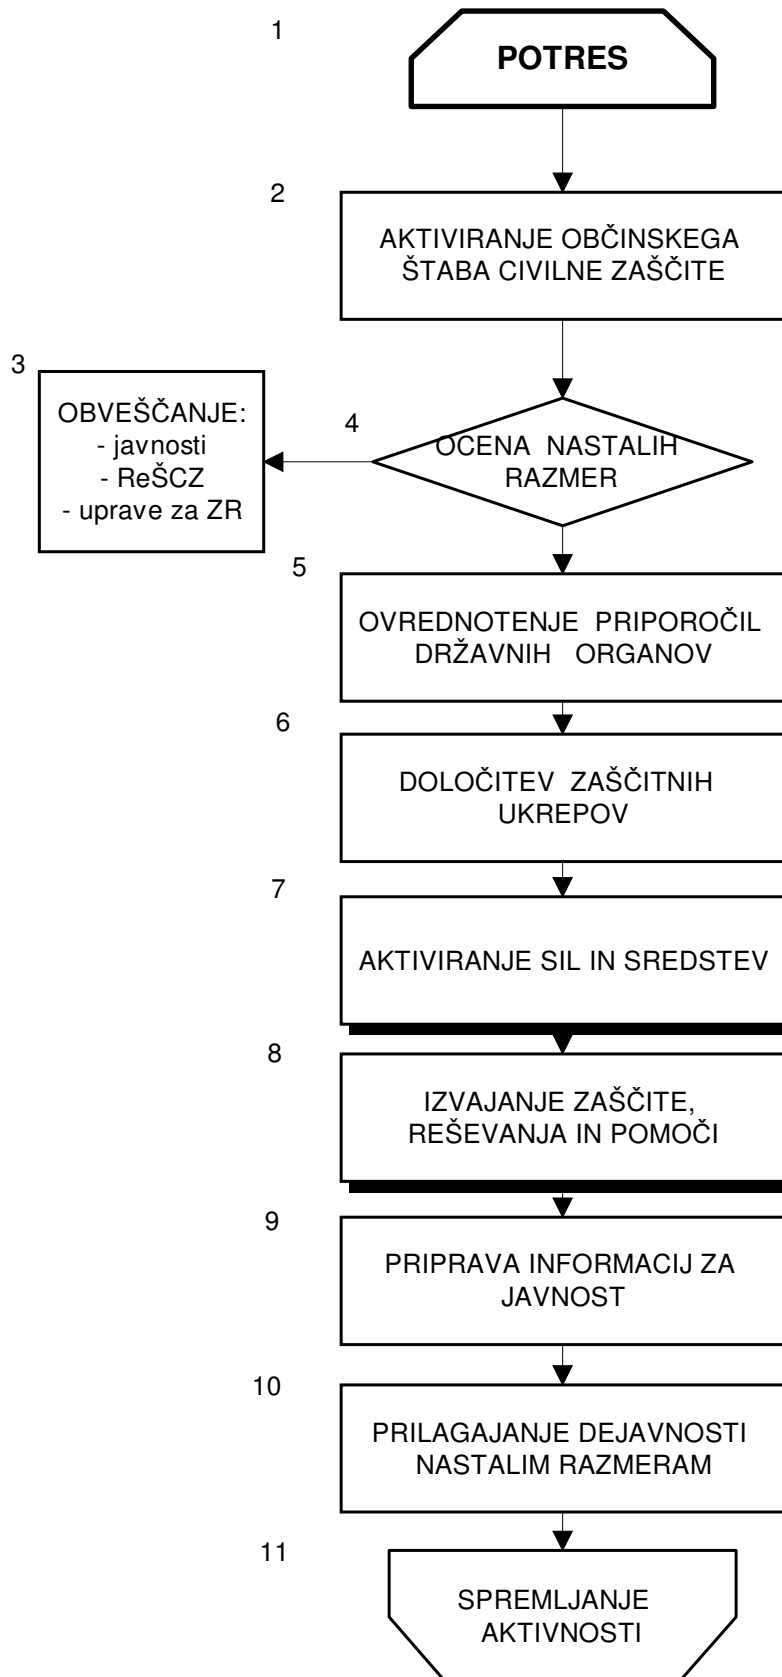 1
POTRES
2
AKTIVIRANJE OBČINSKEGA
ŠTABA CIVILNE ZAŠČITE
3
OBVEŠČANJE:
- javnosti
- ReŠCZ
- uprave za ZR
4
OCENA NASTALIH
RAZMER
5
OVREDNOTENJE PRIPOROČIL
DRŽAVNIH ORGANOV
6
DOLOČITEV ZAŠČITNIH
UKREPOV
7
AKTIVIRANJE SIL IN SREDSTEV
8
IZVAJANJE ZAŠČITE,
REŠEVANJA IN POMOČI
9
PRIPRAVA INFORMACIJ ZA
JAVNOST
10
PRILAGAJANJE DEJAVNOSTI
NASTALIM RAZMERAM
11
SPREMLJANJE
AKTIVNOSTI